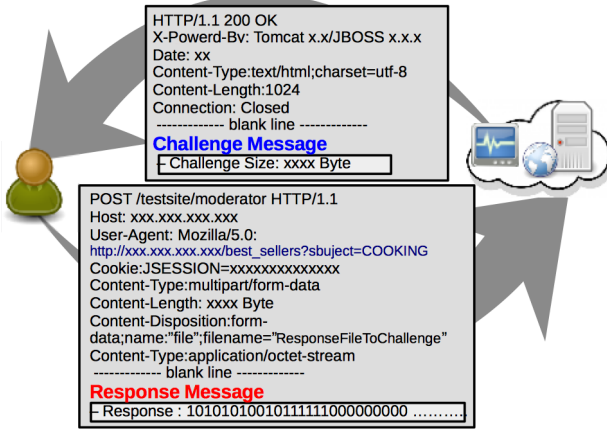 HTTP/1.1 200 OK
X-Powerd-Bv: Tomcat x.x/JBOSS x.x.x
Date: xx
Content-Type:text/html;charset=utf-8
Content-Length:1024
Connection: Closed
------------- blank line -------------
Challenge Message
– Challenge Size: xxxx Byte
POST /testsite/moderator HTTP/1.1
Host: xxx.xxx.xxx.xxx
User-Agent: Mozilla/5.0:
http://xxx.xxx.xxx.xxx/best_sellers?sbuject=COOKING
Cookie:JSESSION=xxxxxxxxxxxxxx
Content-Type:multipart/form-data
Content-Length: xxxx Byte
Content-Disposition:form-
data;name:"file";filename="ResponseFileToChallenge"
Content-Type:application/octet-stream
------------- blank line -------------
Response Message
– Response : 10101010010111111000000000 ..........